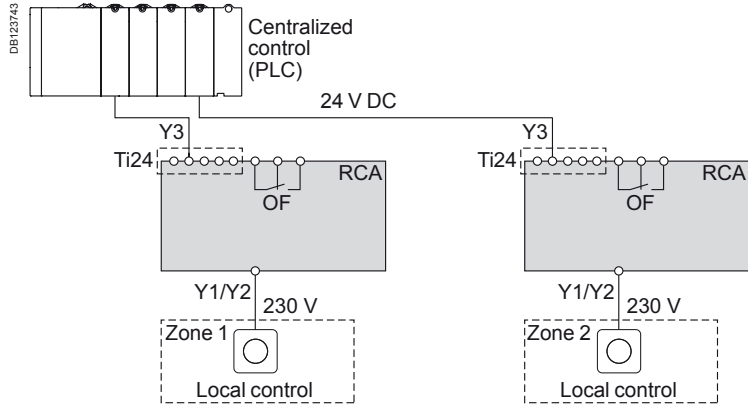 DB123743
Centralized
control
(PLC)
24 V DC
Y3
Y3
Ti24
RCA
Ti24
RCA
OF
OF
Y1/Y2
230 V
Y1/Y2
230 V
Zone 1
Zone 2
Local control
Local control